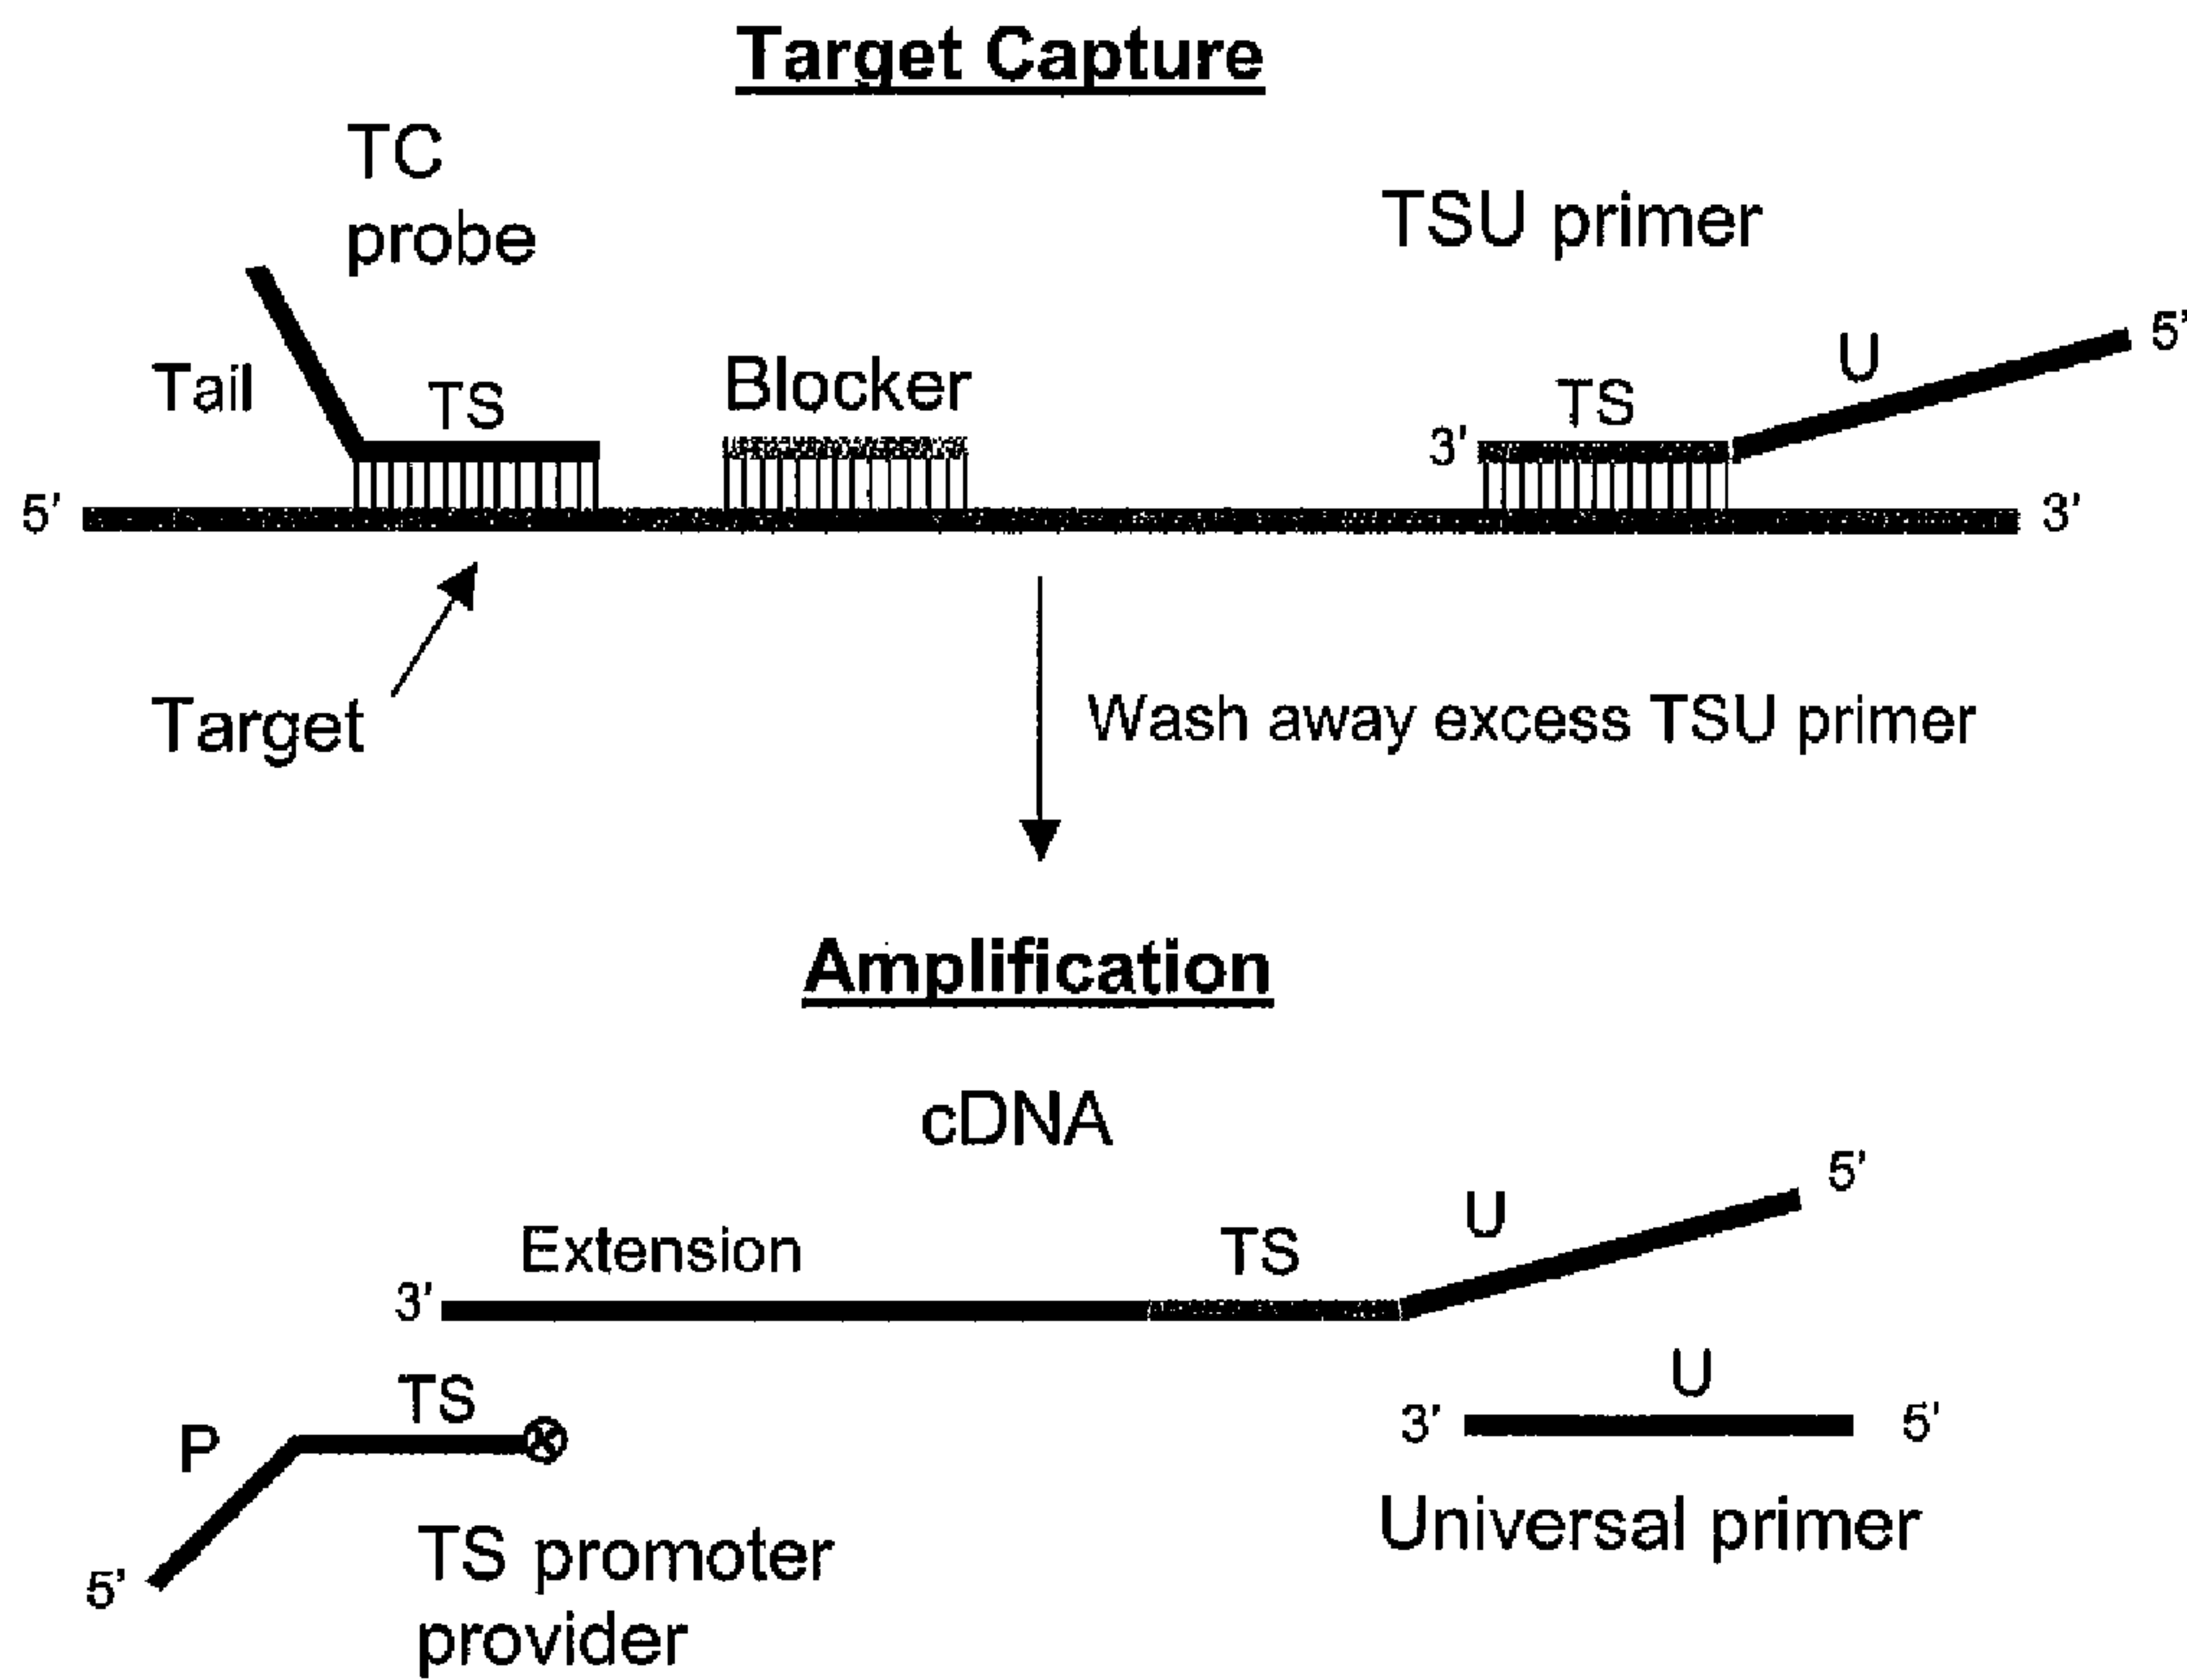 Target Capture
TC
probe
TSU primer
5'
U
Tail
TS
Blocker
TS
3'
5'
3'
Target
Wash away excess TSU primer
Amplification
cDNA
5'
U
Extension
TS
3'
U
TS
3'
5'
P
Universal primer
TS promoter
5'
provider